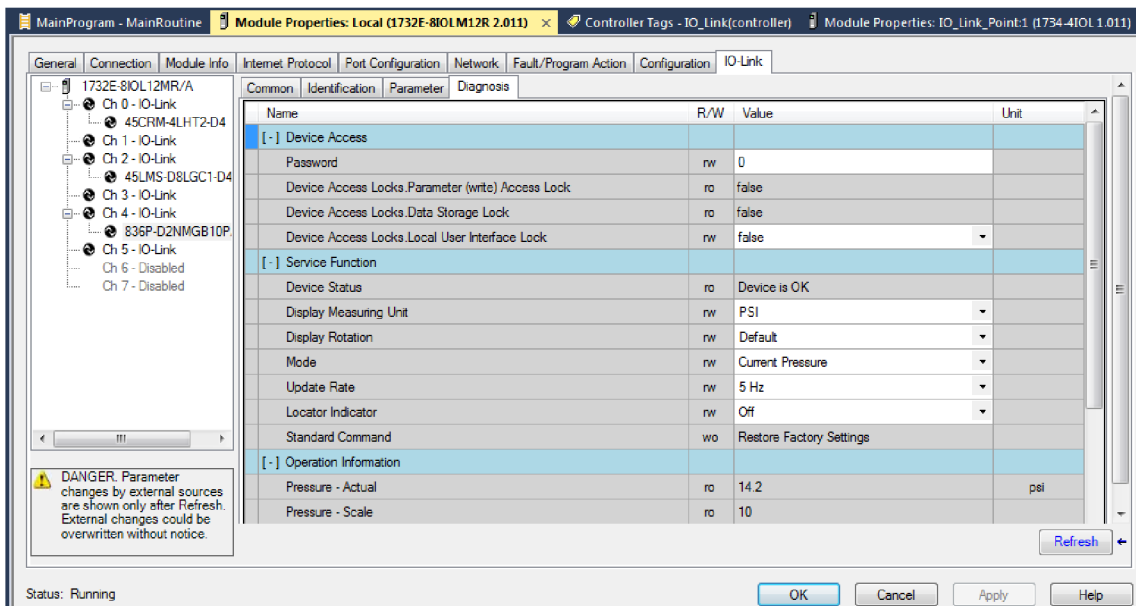 MainProgram - MainRoutine
Module Properties: Local (1732E-8IOLM12R 2.011)
Controller Tags - IO_Link(controller)
Module Properties: IO_Link_Point:1 (1734-4IOL 1.011)
General Connection Module Info Internet Protocol Port Configuration Network Fault/Program Action Configuration IO-Link
1732E-8IOL12MR/A
Ch 0 - IO-Link
45CRM-4LHT2-D4
Ch 1 - IO-Link
Ch 2 - IO-Link
45LMS-D8LGC1-D4
Ch 3 - IO-Link
Ch 4 - IO-Link
836P-D2NMGB10P.
Ch 5 - IO-Link
Ch 6 - Disabled
Ch 7 - Disabled
DANGER. Parameter
changes by external sources
are shown only after Refresh.
External changes could be
overwritten without notice.
Common Identification Parameter Diagnosis
Name R/W Value Unit
[-] Device Access
Password rw 0
Device Access Locks.Parameter (write) Access Lock ro false
Device Access Locks.Data Storage Lock ro false
Device Access Locks.Local User Interface Lock rw false
[-] Service Function
Device Status ro Device is OK
Display Measuring Unit rw PSI
Display Rotation rw Default
Mode rw Current Pressure
Update Rate rw 5 Hz
Locator Indicator rw Off
Standard Command wo Restore Factory Settings
[-] Operation Information
Pressure - Actual ro 14.2 psi
Pressure - Scale ro 10
Refresh
Status: Running
OK Cancel Apply Help